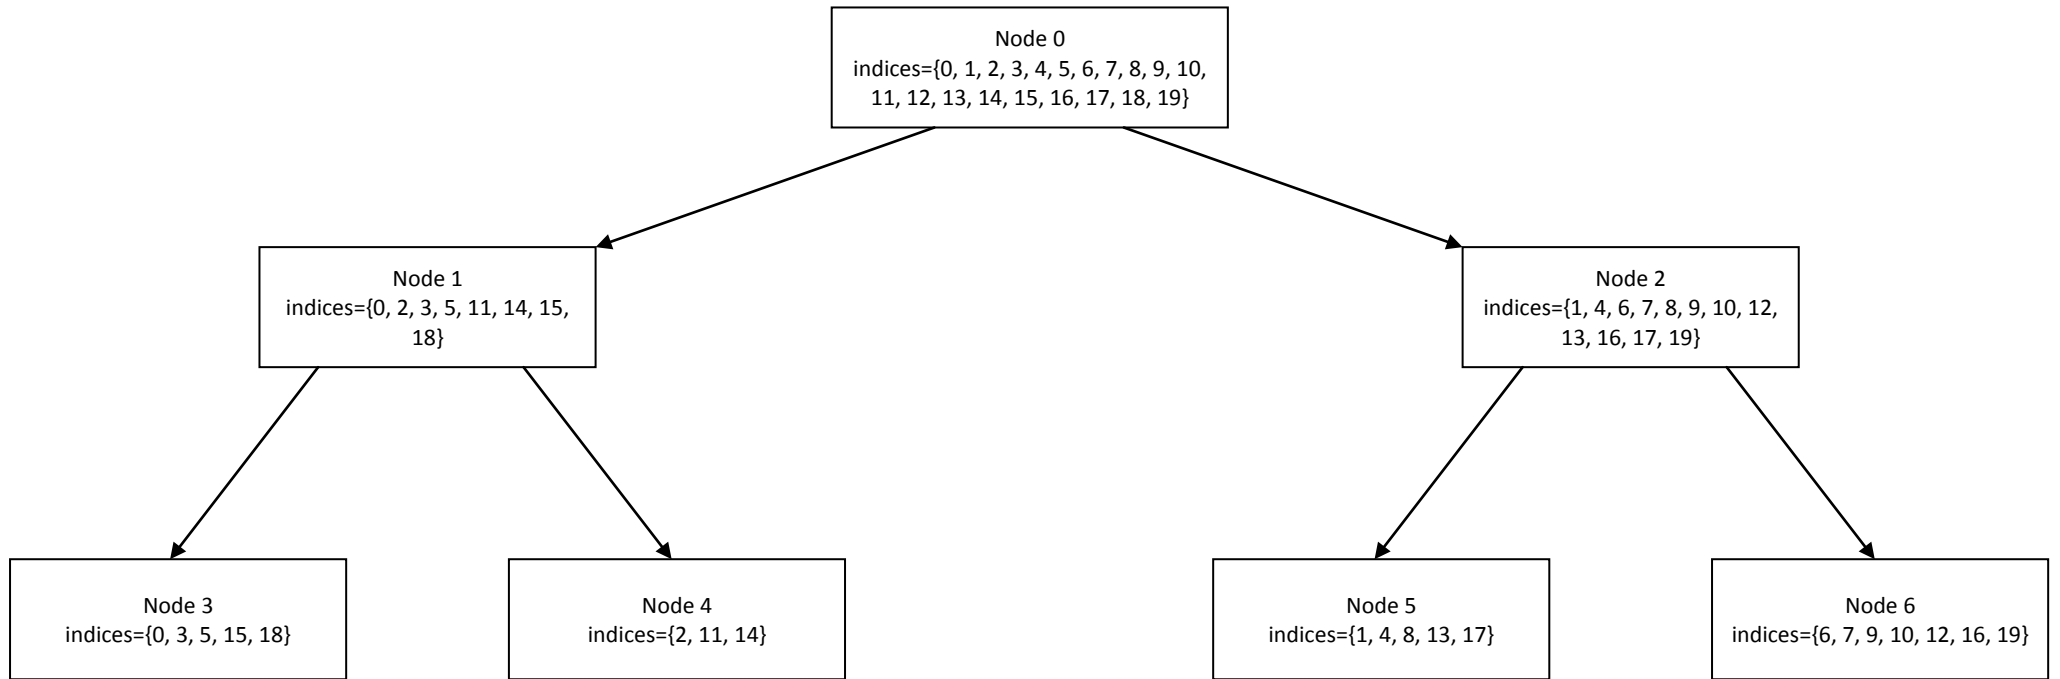 Node 0
indices={0, 1, 2, 3, 4, 5, 6, 7, 8, 9, 10,
11, 12, 13, 14, 15, 16, 17, 18, 19}
Node 1
indices={0, 2, 3, 5, 11, 14, 15,
18}
Node 2
indices={1, 4, 6, 7, 8, 9, 10, 12,
13, 16, 17, 19}
Node 3
indices={0, 3, 5, 15, 18}
Node 4
indices={2, 11, 14}
Node 5
indices={1, 4, 8, 13, 17}
Node 6
indices={6, 7, 9, 10, 12, 16, 19}